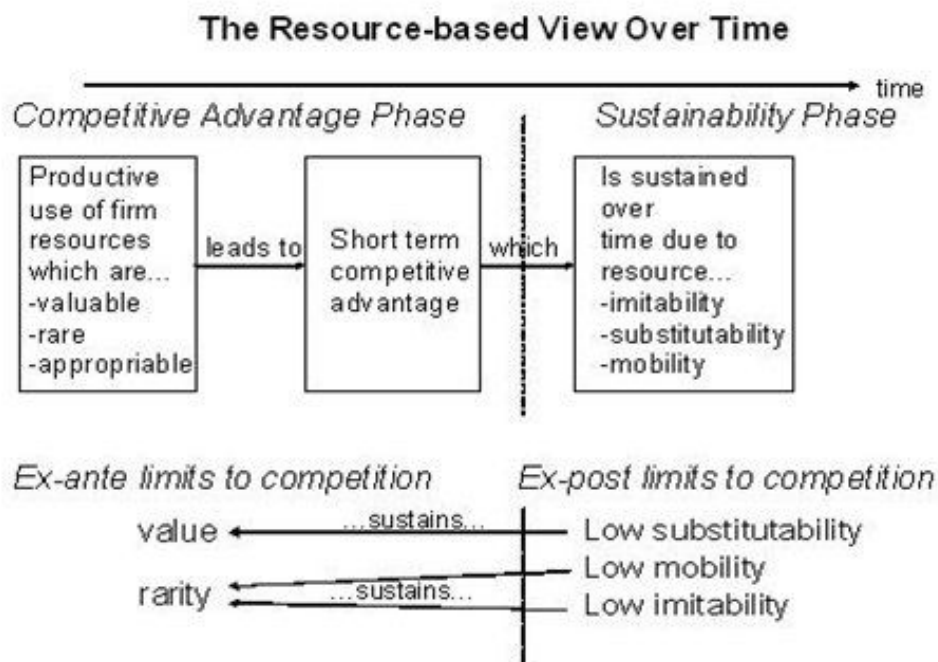 The Resource-based View Over Time
time
Competitive Advantage Phase
Sustainability Phase
Productive
use of firm
resources
which are...
-valuable
-rare
-appropriable
leads to
Short term
competitive
advantage
which
Is sustained
over
time due to
resource...
-imitability
-substitutability
-mobility
Ex-ante limits to competition
Ex-post limits to competition
value
...sustains...
Low substitutability
Low mobility
rarity
...sustains...
Low imitability